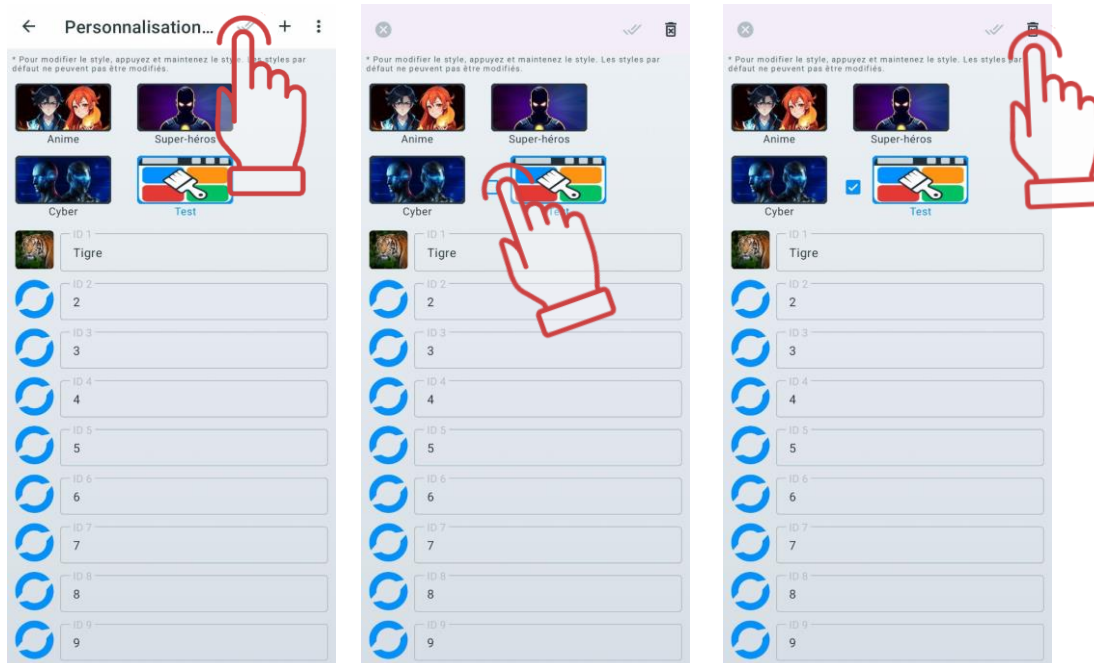 Personnalisation...
* Pour modifier le style, appuyez et maintenez le style. Les styles par
défaut ne peuvent pas être modifiés.
Anime
Super-héros
Cyber
Test
ID 1
Tigre
ID 2
2
ID 3
3
ID 4
4
ID 5
5
ID 6
6
ID 7
7
ID 8
8
ID 9
9
* Pour modifier le style, appuyez et maintenez le style. Les styles par
défaut ne peuvent pas être modifiés.
Anime
Super-héros
Cyber
Test
ID 1
Tigre
ID 2
2
ID 3
3
ID 4
4
ID 5
5
ID 6
6
ID 7
7
ID 8
8
ID 9
9
* Pour modifier le style, appuyez et maintenez le style. Les styles par
défaut ne peuvent pas être modifiés.
Anime
Super-héros
Cyber
Test
ID 1
Tigre
ID 2
2
ID 3
3
ID 4
4
ID 5
5
ID 6
6
ID 7
7
ID 8
8
ID 9
9